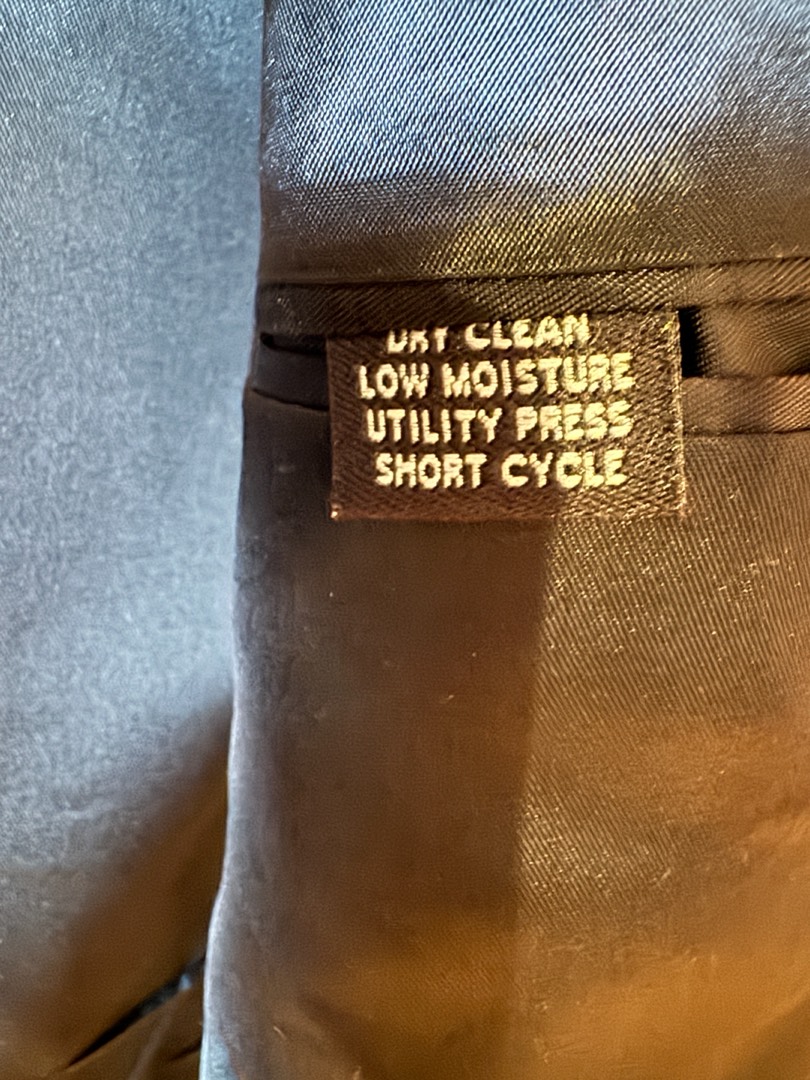 DRY CLEAN
LOW MOISTURE
UTILITY PRESS
SHORT CYCLE